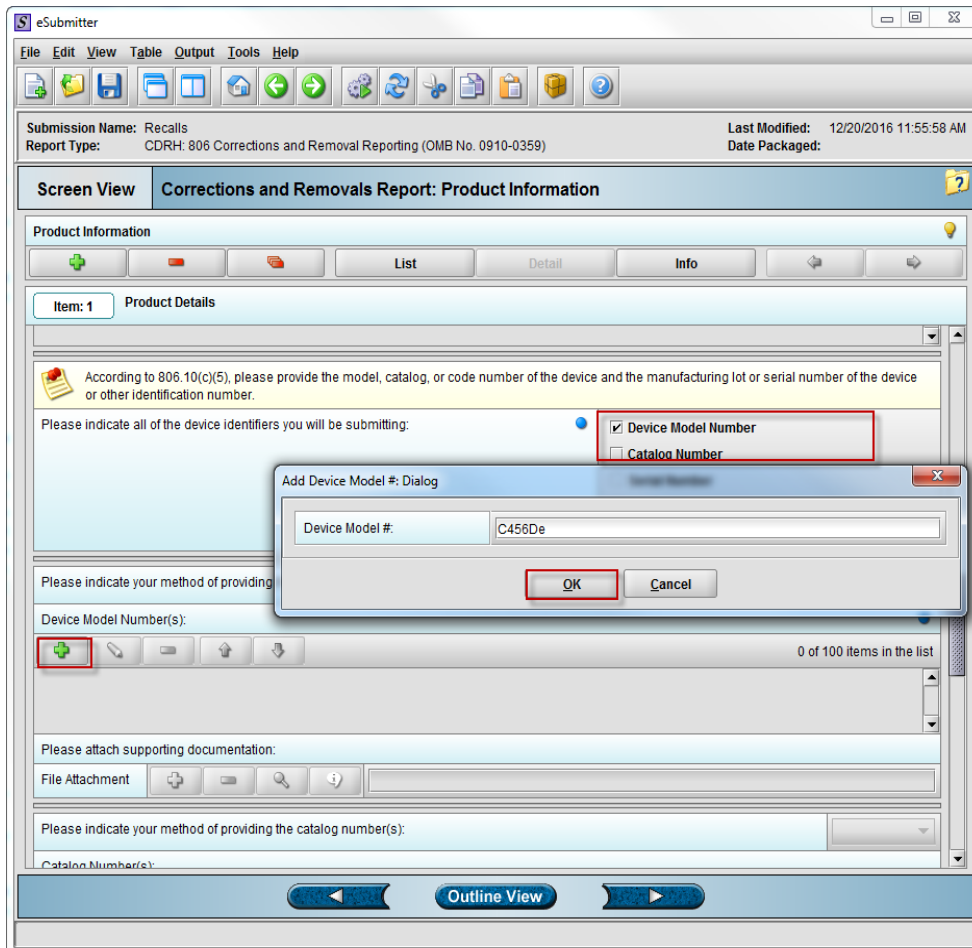 eSubmitter
File Edit View Table Output Tools Help
Submission Name: Recalls
Last Modified: 12/20/2016 11:55:58 AM
Report Type: CDRH: 806 Corrections and Removal Reporting (OMB No. 0910-0359)
Date Packaged:
Screen View
Corrections and Removals Report: Product Information
Product Information
List Detail Info
Item: 1 Product Details
According to 806.10(c)(5), please provide the model, catalog, or code number of the device and the manufacturing lot or serial number of the device
or other identification number.
Please indicate all of the device identifiers you will be submitting:
Device Model Number
Catalog Number
Serial Number
Add Device Model #: Dialog
Device Model #: C456De
OK Cancel
Please indicate your method of providing
Device Model Number(s):
0 of 100 items in the list
Please attach supporting documentation:
File Attachment
Please indicate your method of providing the catalog number(s):
Catalog Number(s):
Outline View